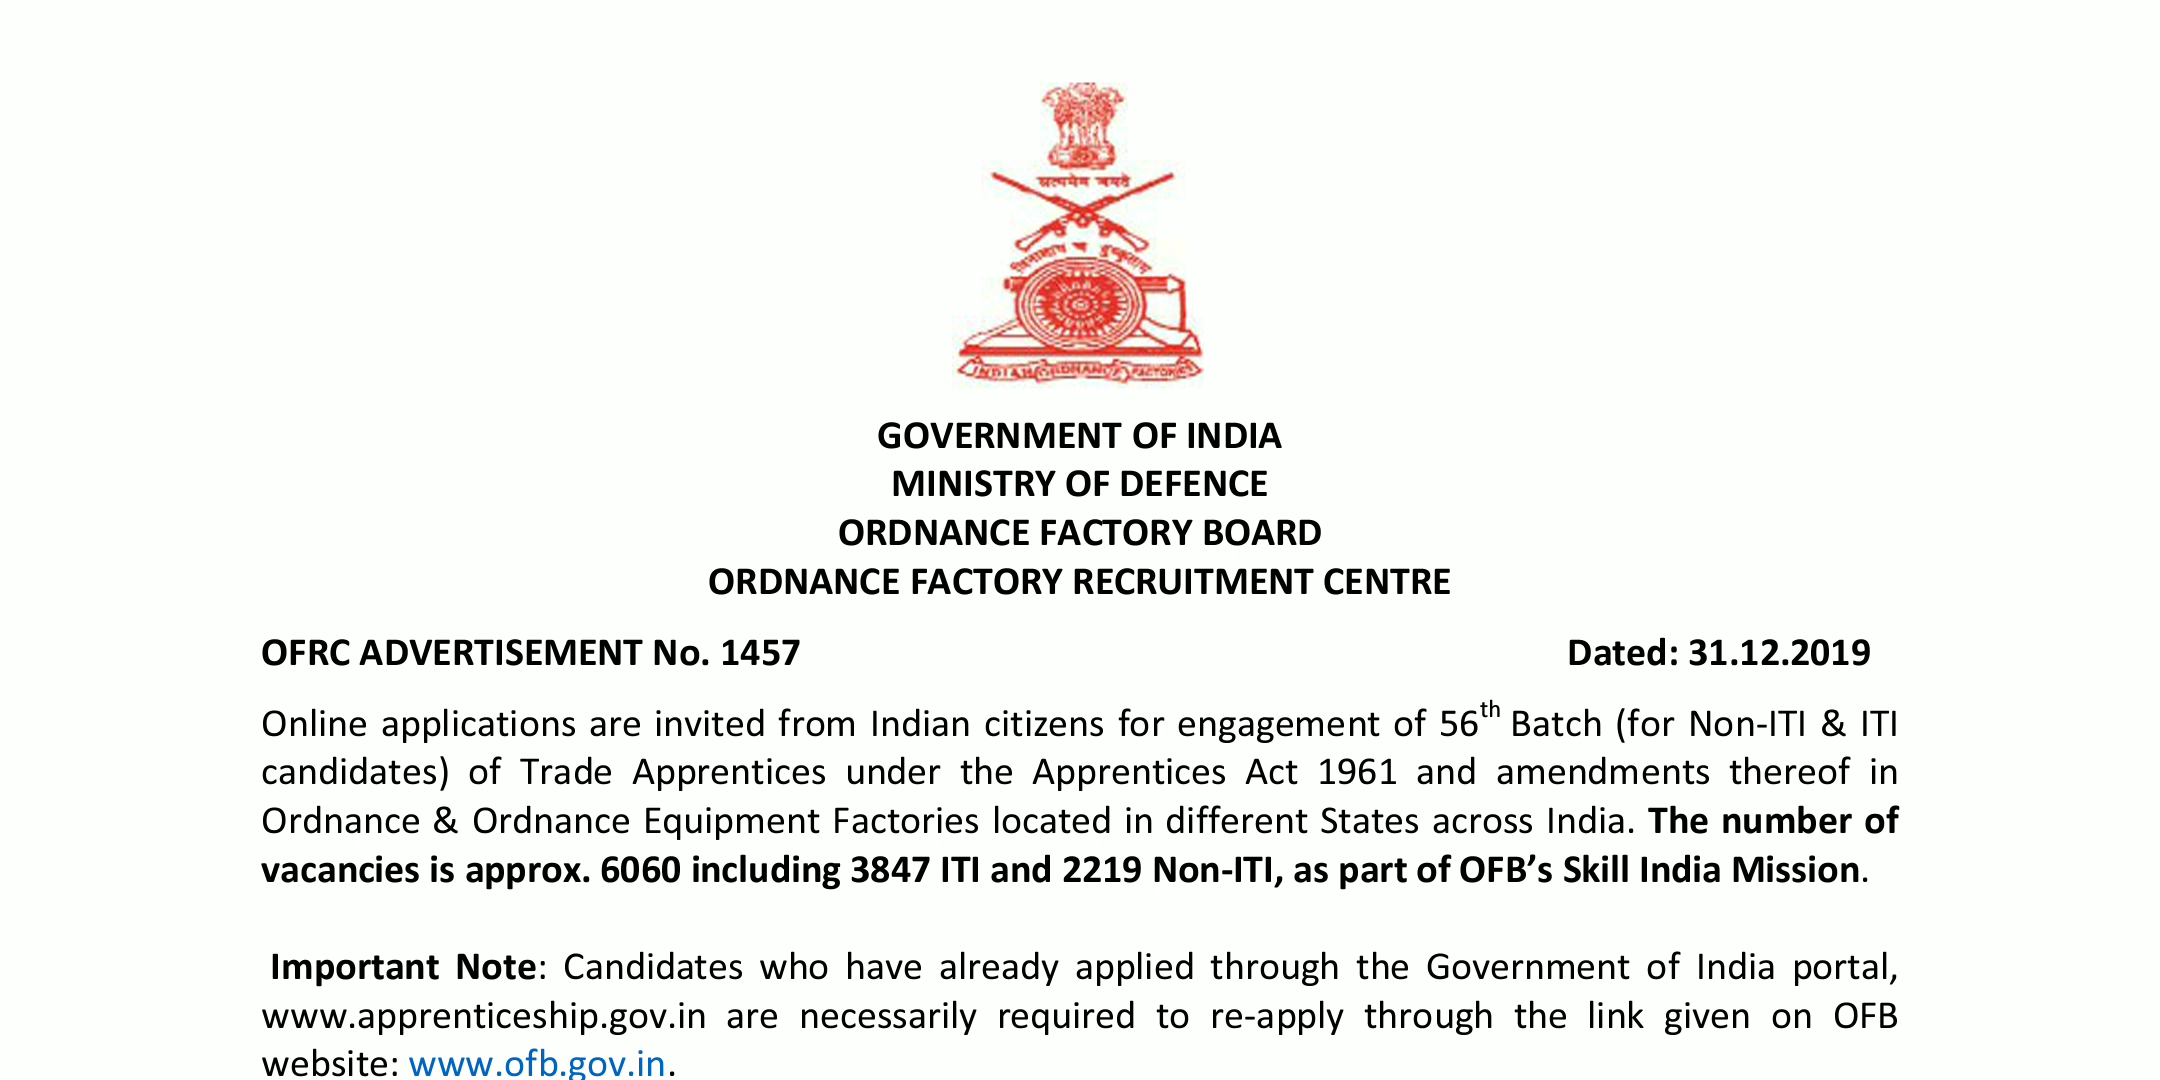 सत्यमेव जयते
विनाशाय च दुष्कृताम्
INDIAN ORDNANCE FACTORIES
GOVERNMENT OF INDIA
MINISTRY OF DEFENCE
ORDNANCE FACTORY BOARD
ORDNANCE FACTORY RECRUITMENT CENTRE
OFRC ADVERTISEMENT No. 1457 Dated: 31.12.2019
Online applications are invited from Indian citizens for engagement of 56th Batch (for Non-ITI & ITI
candidates) of Trade Apprentices under the Apprentices Act 1961 and amendments thereof in
Ordnance & Ordnance Equipment Factories located in different States across India. The number of
vacancies is approx. 6060 including 3847 ITI and 2219 Non-ITI, as part of OFB’s Skill India Mission.
Important Note: Candidates who have already applied through the Government of India portal,
www.apprenticeship.gov.in are necessarily required to re-apply through the link given on OFB
website: www.ofb.gov.in.